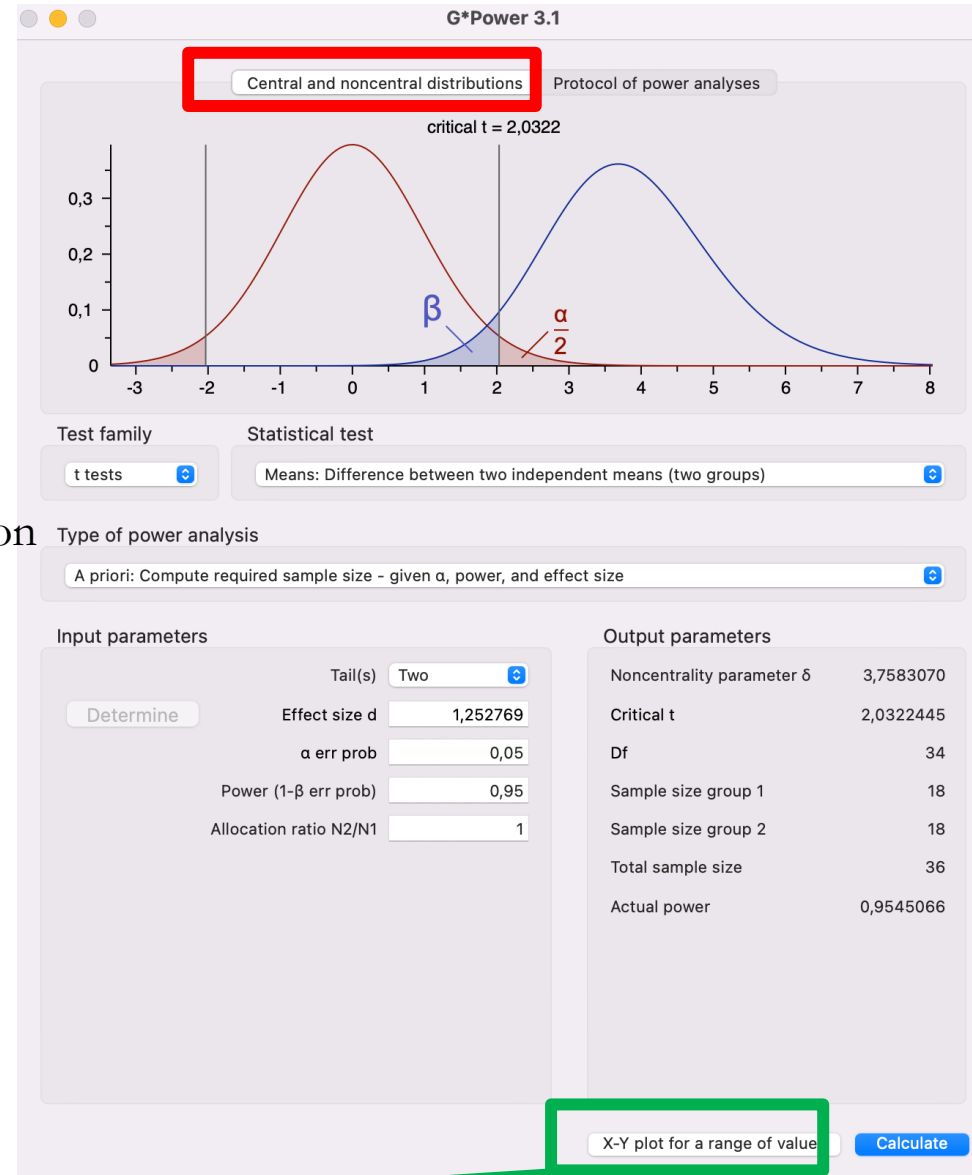 G*Power 3.1
Central and noncentral distributions Protocol of power analyses
critical t = 2,0322
0,3
0,2
0,1
0
β
α
2
-3 -2 -1 0 1 2 3 4 5 6 7 8
Test family Statistical test
t tests Means: Difference between two independent means (two groups)
on
Type of power analysis
A priori: Compute required sample size - given α, power, and effect size
Input parameters Output parameters
Tail(s) Two Noncentrality parameter δ 3,7583070
Determine Effect size d 1,252769 Critical t 2,0322445
α err prob 0,05 Df 34
Power (1-β err prob) 0,95 Sample size group 1 18
Allocation ratio N2/N1 1 Sample size group 2 18
Total sample size 36
Actual power 0,9545066
X-Y plot for a range of value Calculate